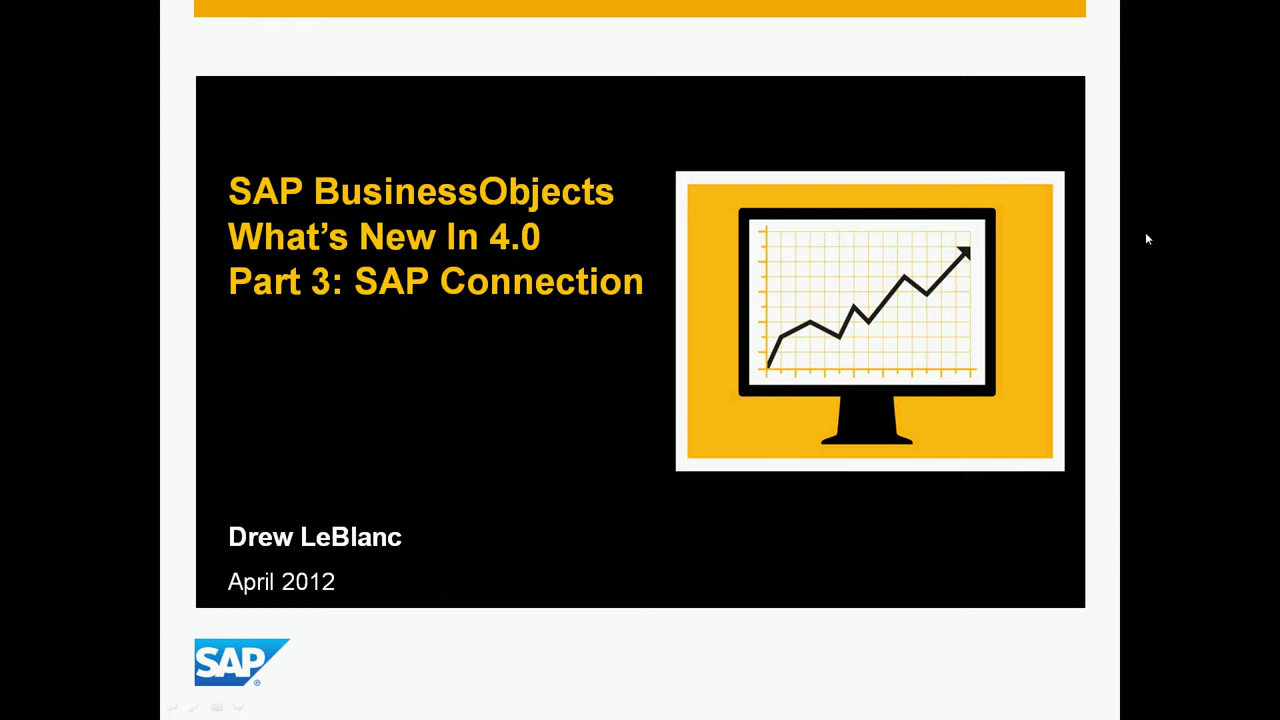 SAP BusinessObjects
What's New In 4.0
Part 3: SAP Connection
Drew LeBlanc
April 2012
SAP®